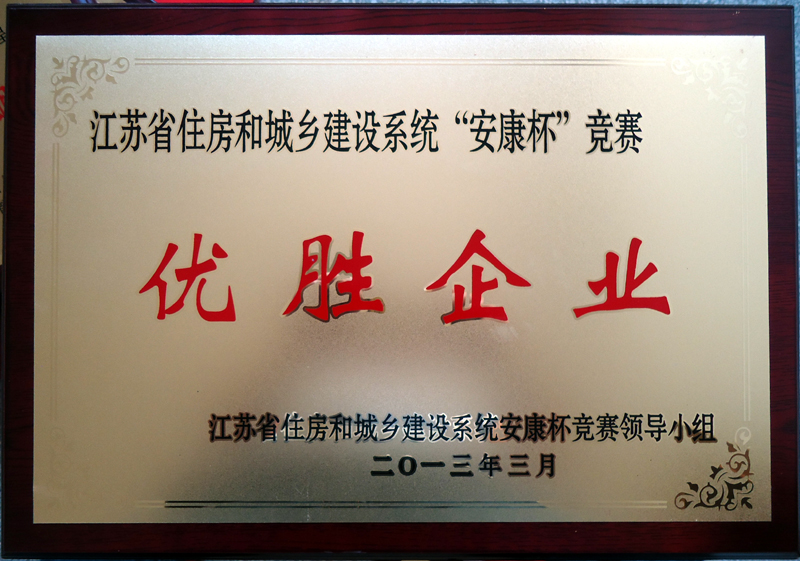 江苏省住房和城乡建设系统“安康杯”竞赛
优胜企业
江苏省住房和城乡建设系统安康杯竞赛领导小组
二〇一三年三月